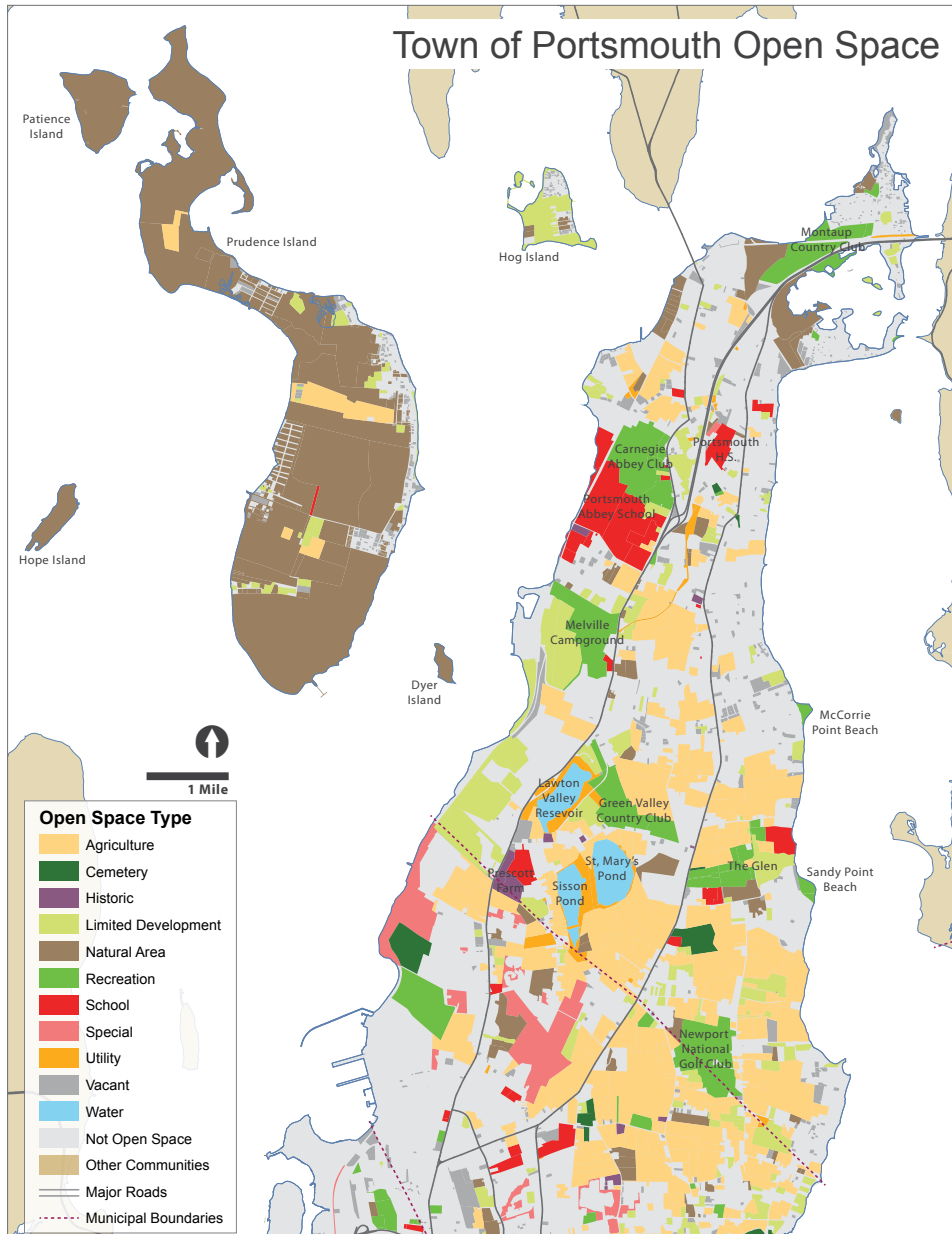 Town of Portsmouth Open Space
Patience
Island
Prudence Island
Hog Island
Montaup
Country Club
Carnegie
Abbey Club
Portsmouth
H.S.
Portsmouth
Abbey School
Hope Island
Melville
Campground
Dyer
Island
McCorrie
Point Beach
1 Mile
Lawton
Valley
Resevoir
Green Valley
Country Club
St, Mary's
Pond
The Glen
Sandy Point
Beach
Prescott
Farm
Sisson
Pond
Newport
National
Golf Club
Open Space Type
Agriculture
Cemetery
Historic
Limited Development
Natural Area
Recreation
School
Special
Utility
Vacant
Water
Not Open Space
Other Communities
Major Roads
Municipal Boundaries